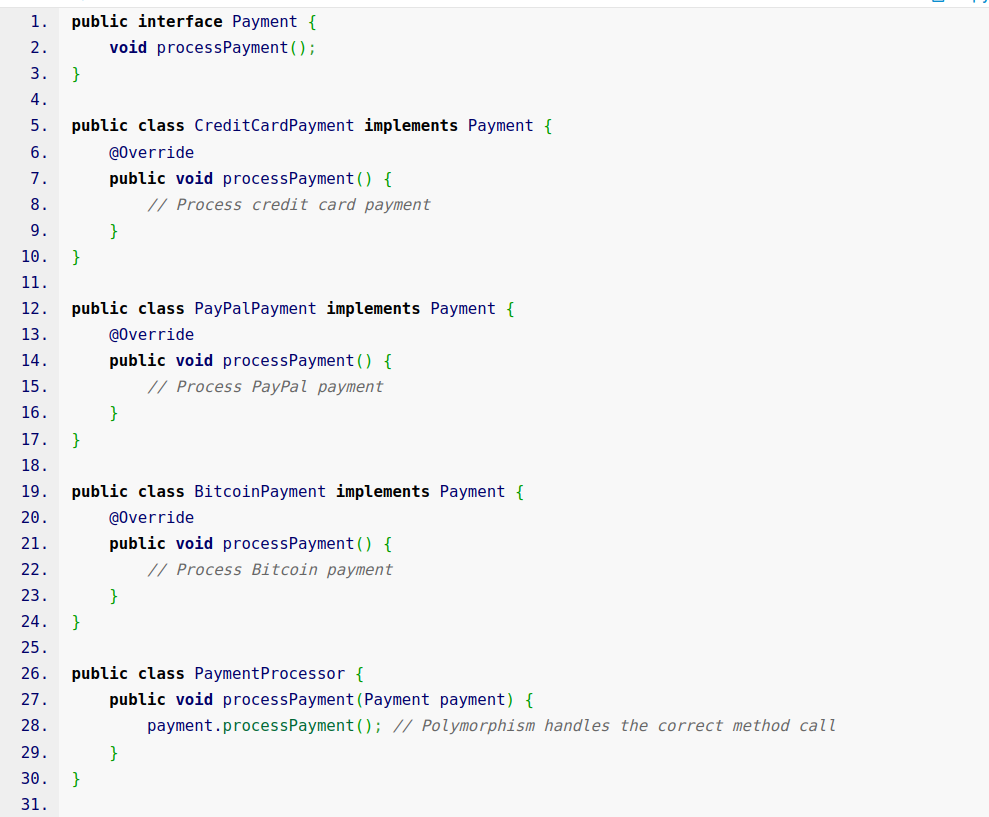 1. public interface Payment {
2.     void processPayment();
3. }
4.
5. public class CreditCardPayment implements Payment {
6.     @Override
7.     public void processPayment() {
8.         // Process credit card payment
9.     }
10. }
11.
12. public class PayPalPayment implements Payment {
13.     @Override
14.     public void processPayment() {
15.         // Process PayPal payment
16.     }
17. }
18.
19. public class BitcoinPayment implements Payment {
20.     @Override
21.     public void processPayment() {
22.         // Process Bitcoin payment
23.     }
24. }
25.
26. public class PaymentProcessor {
27.     public void processPayment(Payment payment) {
28.         payment.processPayment(); // Polymorphism handles the correct method call
29.     }
30. }
31.